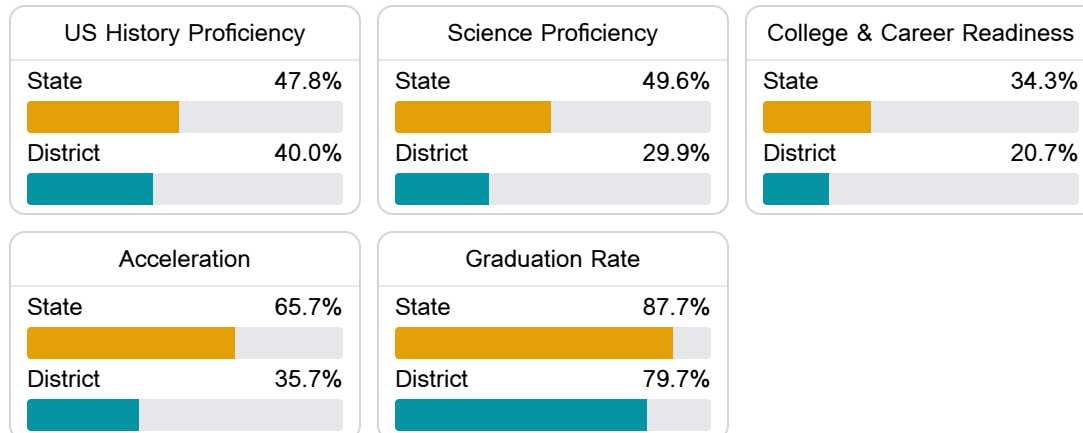 US History Proficiency
State 47.8%
District 40.0%
Science Proficiency
State 49.6%
District 29.9%
College & Career Readiness
State 34.3%
District 20.7%
Acceleration
State 65.7%
District 35.7%
Graduation Rate
State 87.7%
District 79.7%